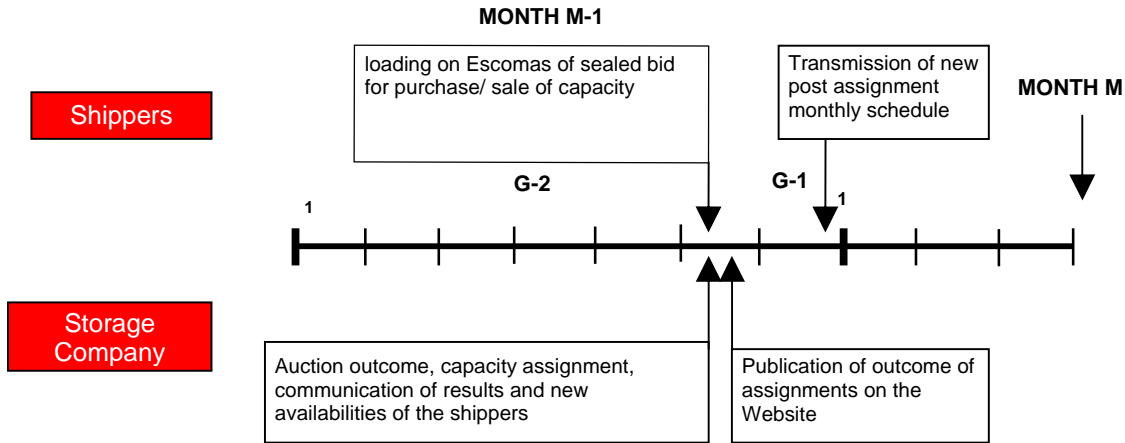 MONTH M-1
loading on Escomas of sealed bid
for purchase/ sale of capacity
Transmission of new
post assignment
monthly schedule
MONTH M
Shippers
G-2
G-1
1
1
Storage
Company
Auction outcome, capacity assignment,
communication of results and new
availabilities of the shippers
Publication of outcome of
assignments on the
Website